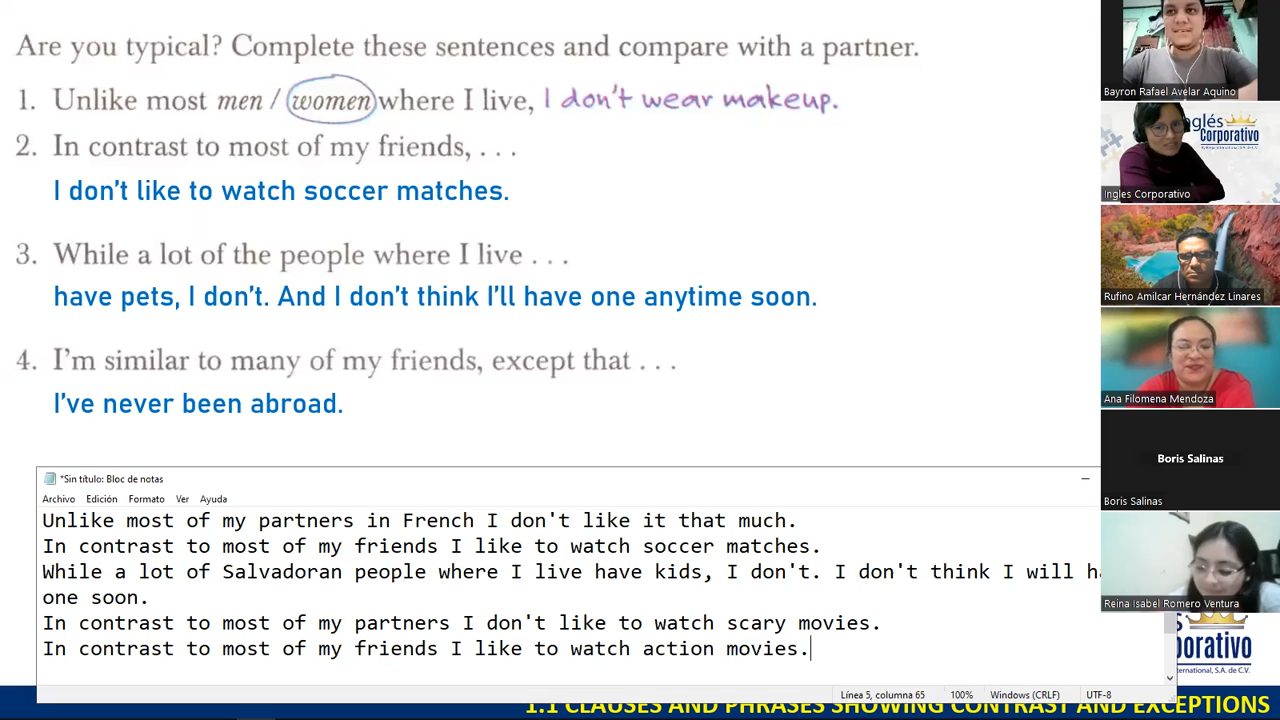 Are you typical? Complete these sentences and compare with a partner.
1. Unlike most men / women where I live, I don't wear makeup.
2. In contrast to most of my friends, . . .
I don't like to watch soccer matches.
3. While a lot of the people where I live . . .
have pets, I don't. And I don't think I'll have one anytime soon.
4. I'm similar to many of my friends, except that . . .
I've never been abroad.
*Sin título: Bloc de notas
Archivo Edición Formato Ver Ayuda
Unlike most of my partners in French I don't like it that much.
In contrast to most of my friends I like to watch soccer matches.
While a lot of Salvadoran people where I live have kids, I don't. I don't think I will
one soon.
In contrast to most of my partners I don't like to watch scary movies.
In contrast to most of my friends I like to watch action movies.
Línea 5, columna 65 100% Windows (CRLF) UTF-8
1.1 CLAUSES AND PHRASES SHOWING CONTRAST AND EXCEPTIONS
Bayron Rafael Avelar Aquino
Inglés
Corporativo
Ingles Corporativo
Rufino Amilcar Hernández Linares
Ana Filomena Mendoza
Boris Salinas
Boris Salinas
Reina Isabel Romero Ventura